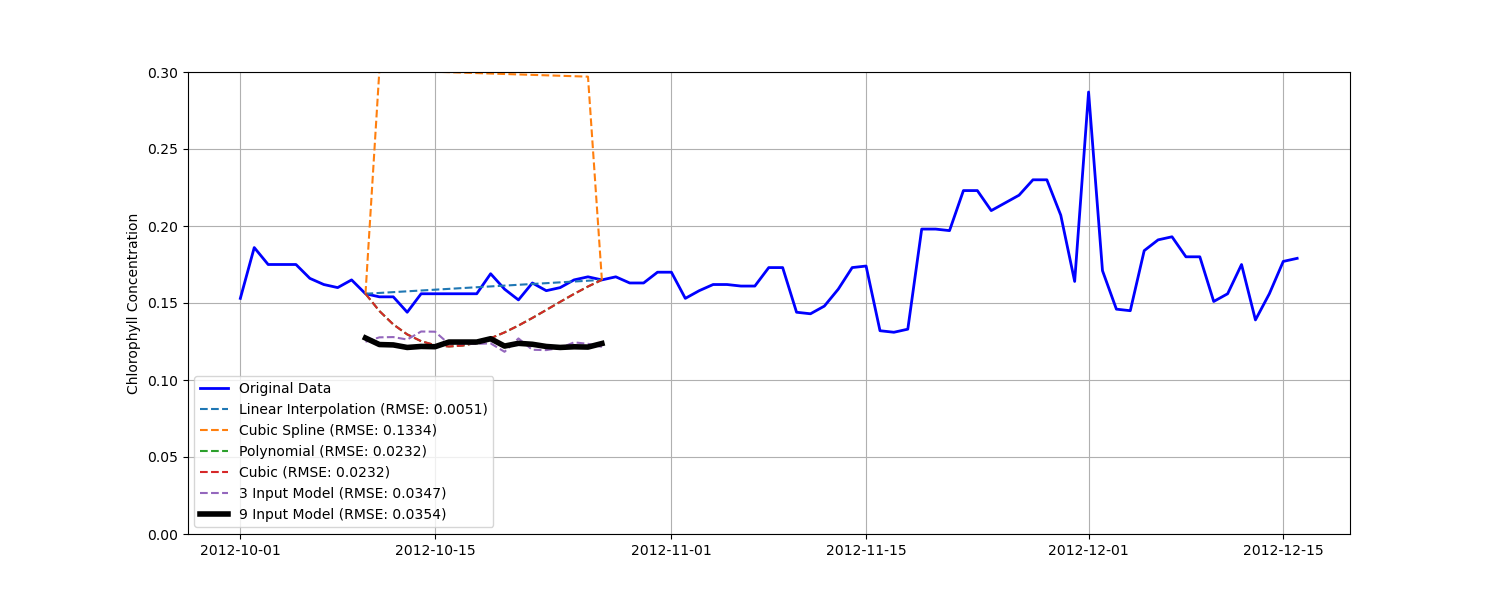 0.30
0.25
0.20
0.15
0.10
0.05
0.00
Chlorophyll Concentration
Original Data
Linear Interpolation (RMSE: 0.0051)
Cubic Spline (RMSE: 0.1334)
Polynomial (RMSE: 0.0232)
Cubic (RMSE: 0.0232)
3 Input Model (RMSE: 0.0347)
9 Input Model (RMSE: 0.0354)
2012-10-01
2012-10-15
2012-11-01
2012-11-15
2012-12-01
2012-12-15